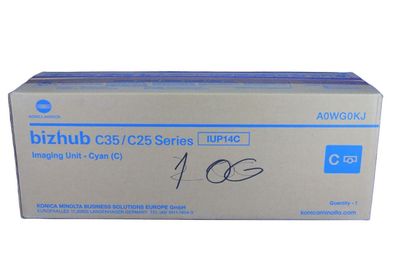 KONICA MINOLTA
A0WG0KJ
bizhub C35/C25 Series IUP14C
Imaging Unit - Cyan (C)
C
1.OG
Quantity - 1
KONICA MINOLTA BUSINESS SOLUTIONS EUROPE GmbH
konicaminolta.com